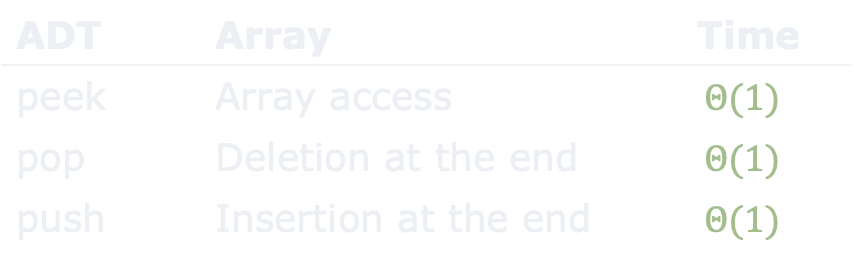 ADT Array Time
peek Array access Θ(1)
pop Deletion at the end Θ(1)
push Insertion at the end Θ(1)